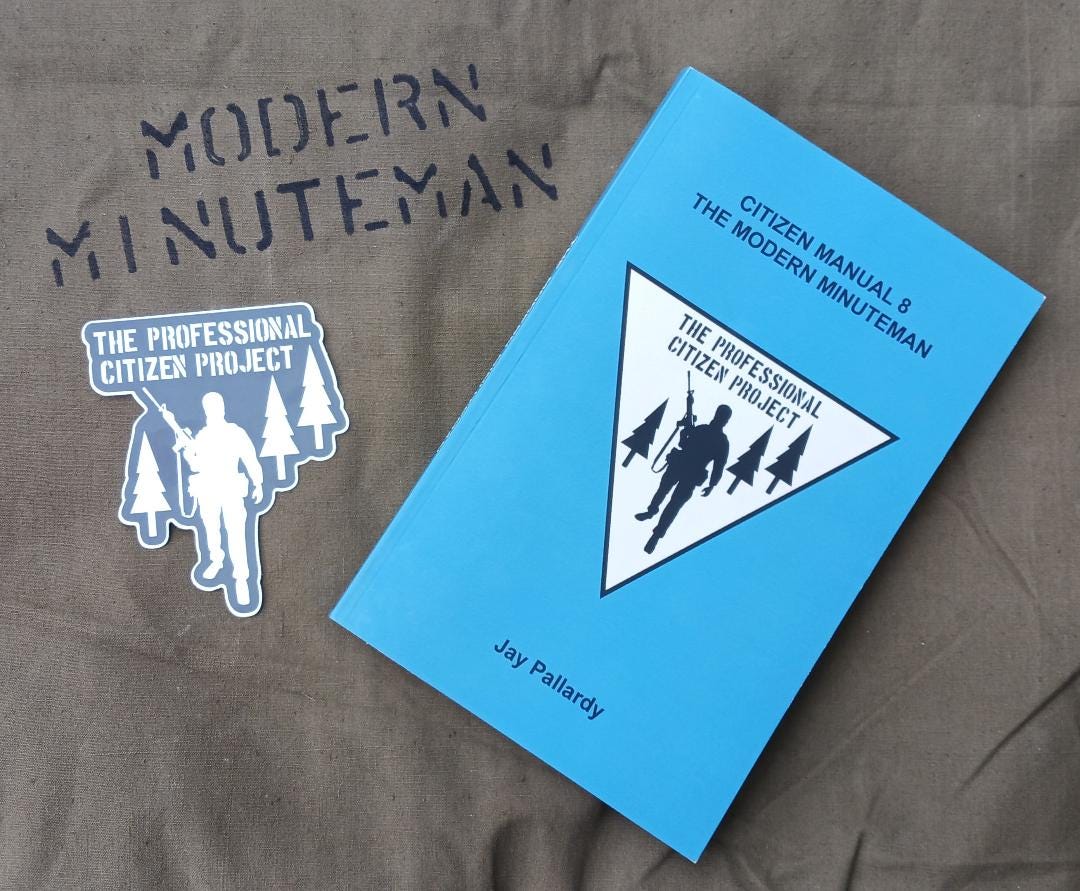 MODERN
MINUTEMAN
THE PROFESSIONAL
CITIZEN PROJECT
CITIZEN MANUAL 8
THE MODERN MINUTEMAN
THE PROFESSIONAL
CITIZEN PROJECT
Jay Pallardy